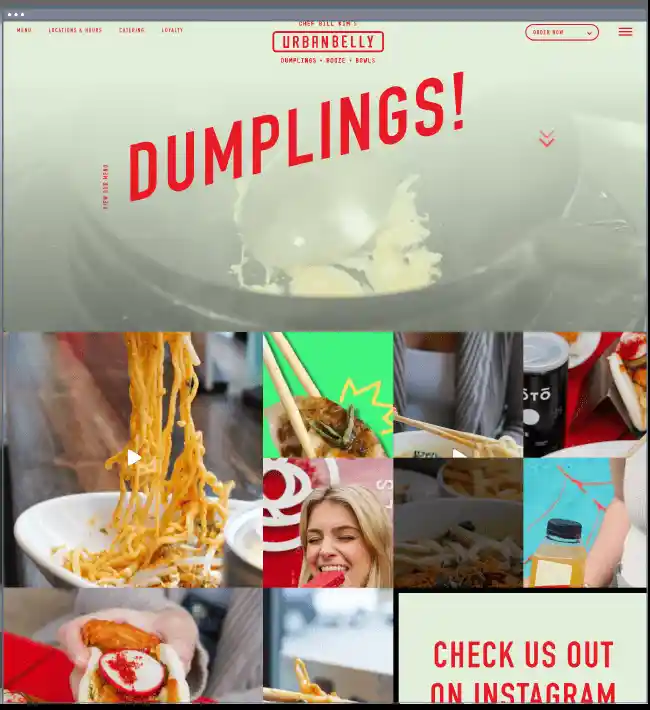 CHEF BILL KIM'S
MENU
LOCATIONS & HOURS
CATERING
LOYALTY
URBANBELLY
ORDER NOW
DUMPLINGS • BOOZE • BOWLS
DUMPLINGS!
VIEW OUR MENU
CHECK US OUT
ON INSTAGRAM